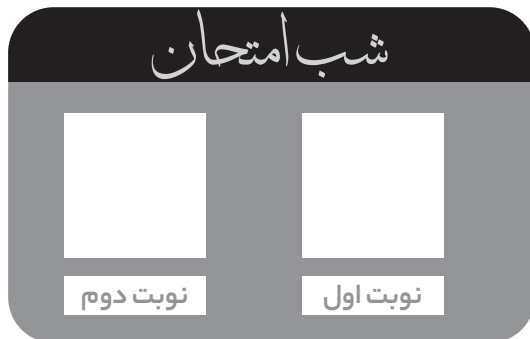 شب امتحان
نوبت اول
نوبت دوم